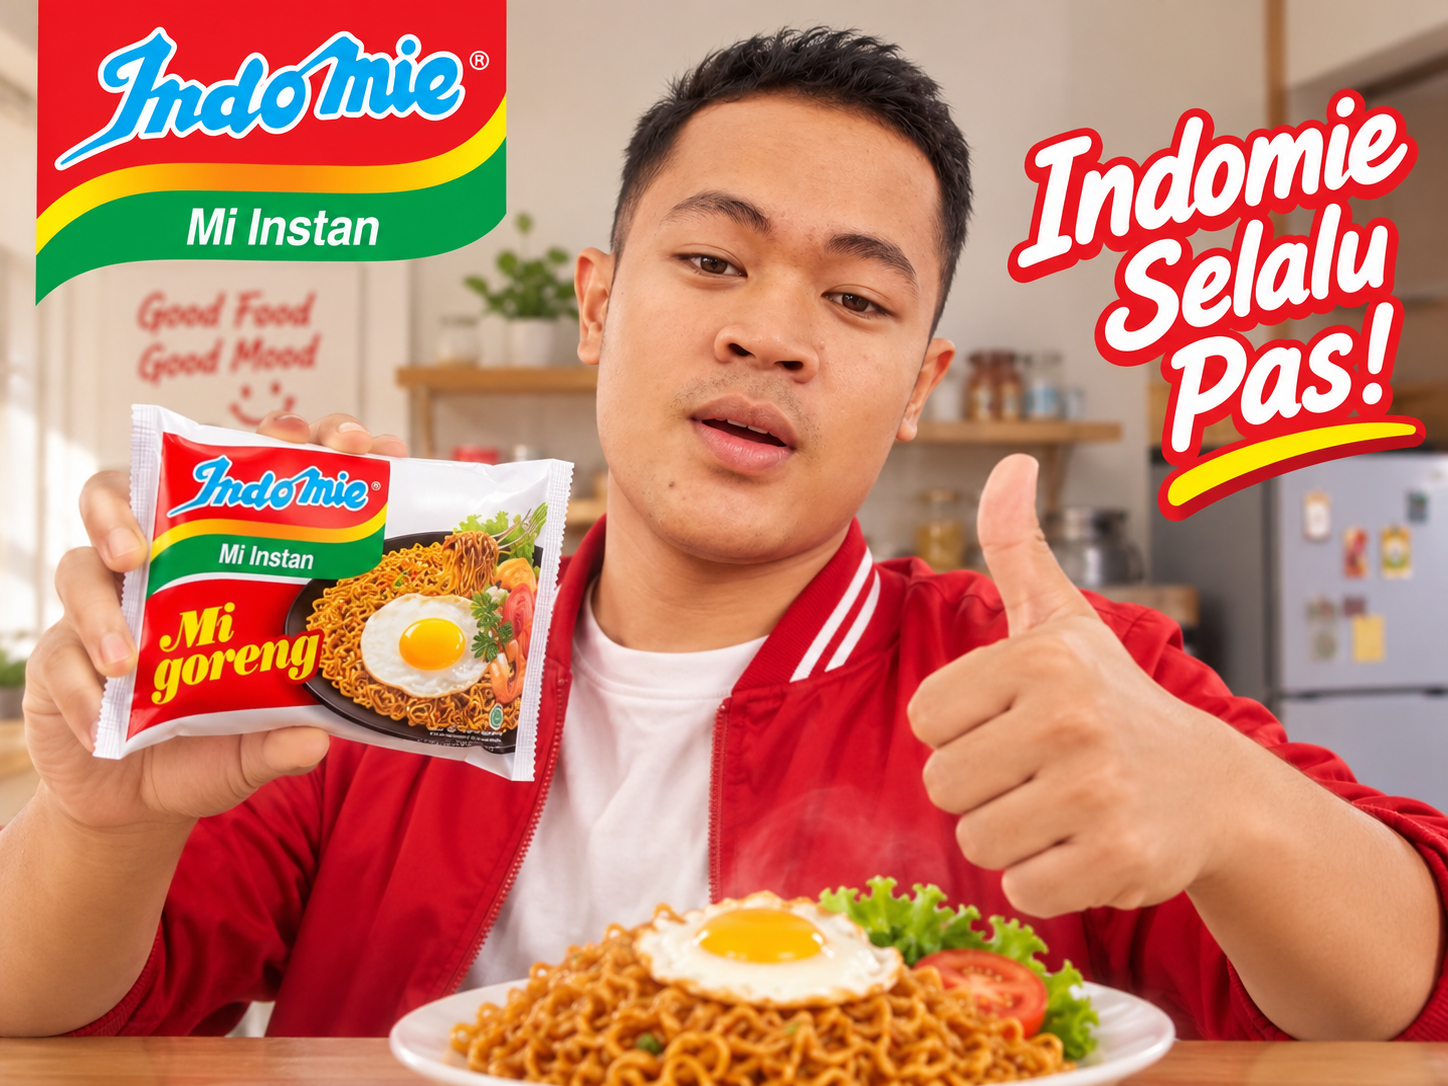 Indomie®
Mi Instan
Good Food
Good Mood
Indomie
Selalu
Pas!
Indomie®
Mi Instan
Mi
goreng